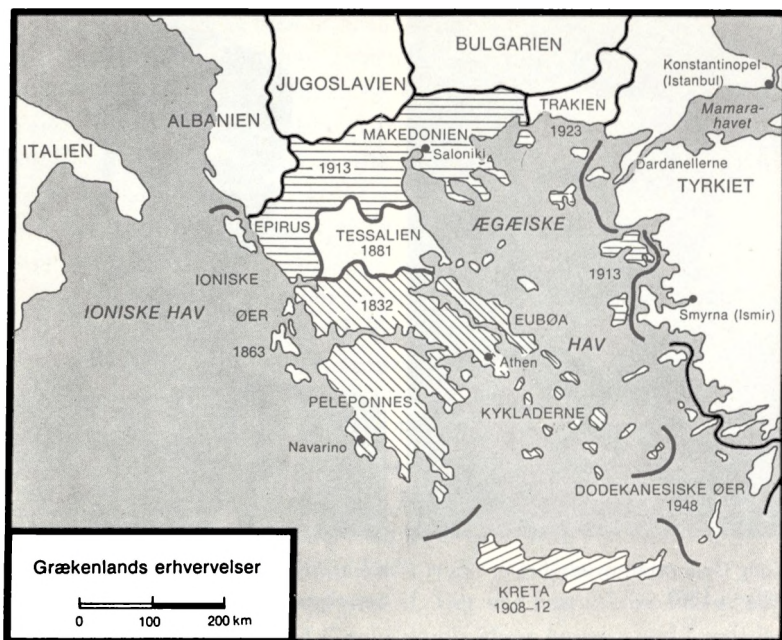 BULGARIEN
JUGOSLAVIEN
Konstantinopel
(Istanbul)
ALBANIEN
TRAKIEN
1923
Mamara-
havet
MAKEDONIEN
Saloniki
ITALIEN
1913
Dardanellerne
TYRKIET
EPIRUS
TESSALIEN
1881
ÆGÆISKE
1913
IONISKE
ØER
1863
IONISKE HAV
1832
EUBØA
Smyrna (Ismir)
HAV
Athen
PELEPONNES
KYKLADERNE
Navarino
DODEKANESISKE ØER
1948
KRETA
1908–12
Grækenlands erhvervelser
0 100 200 km